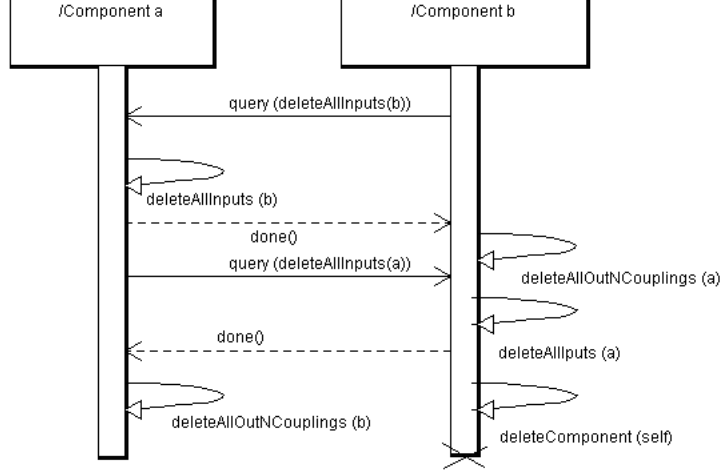 /Component a
/Component b
query (deleteAllInputs(b))
deleteAllInputs (b)
done()
query (deleteAllInputs(a))
deleteAllOutNCouplings (a)
done()
deleteAllIputs (a)
deleteAllOutNCouplings (b)
deleteComponent (self)